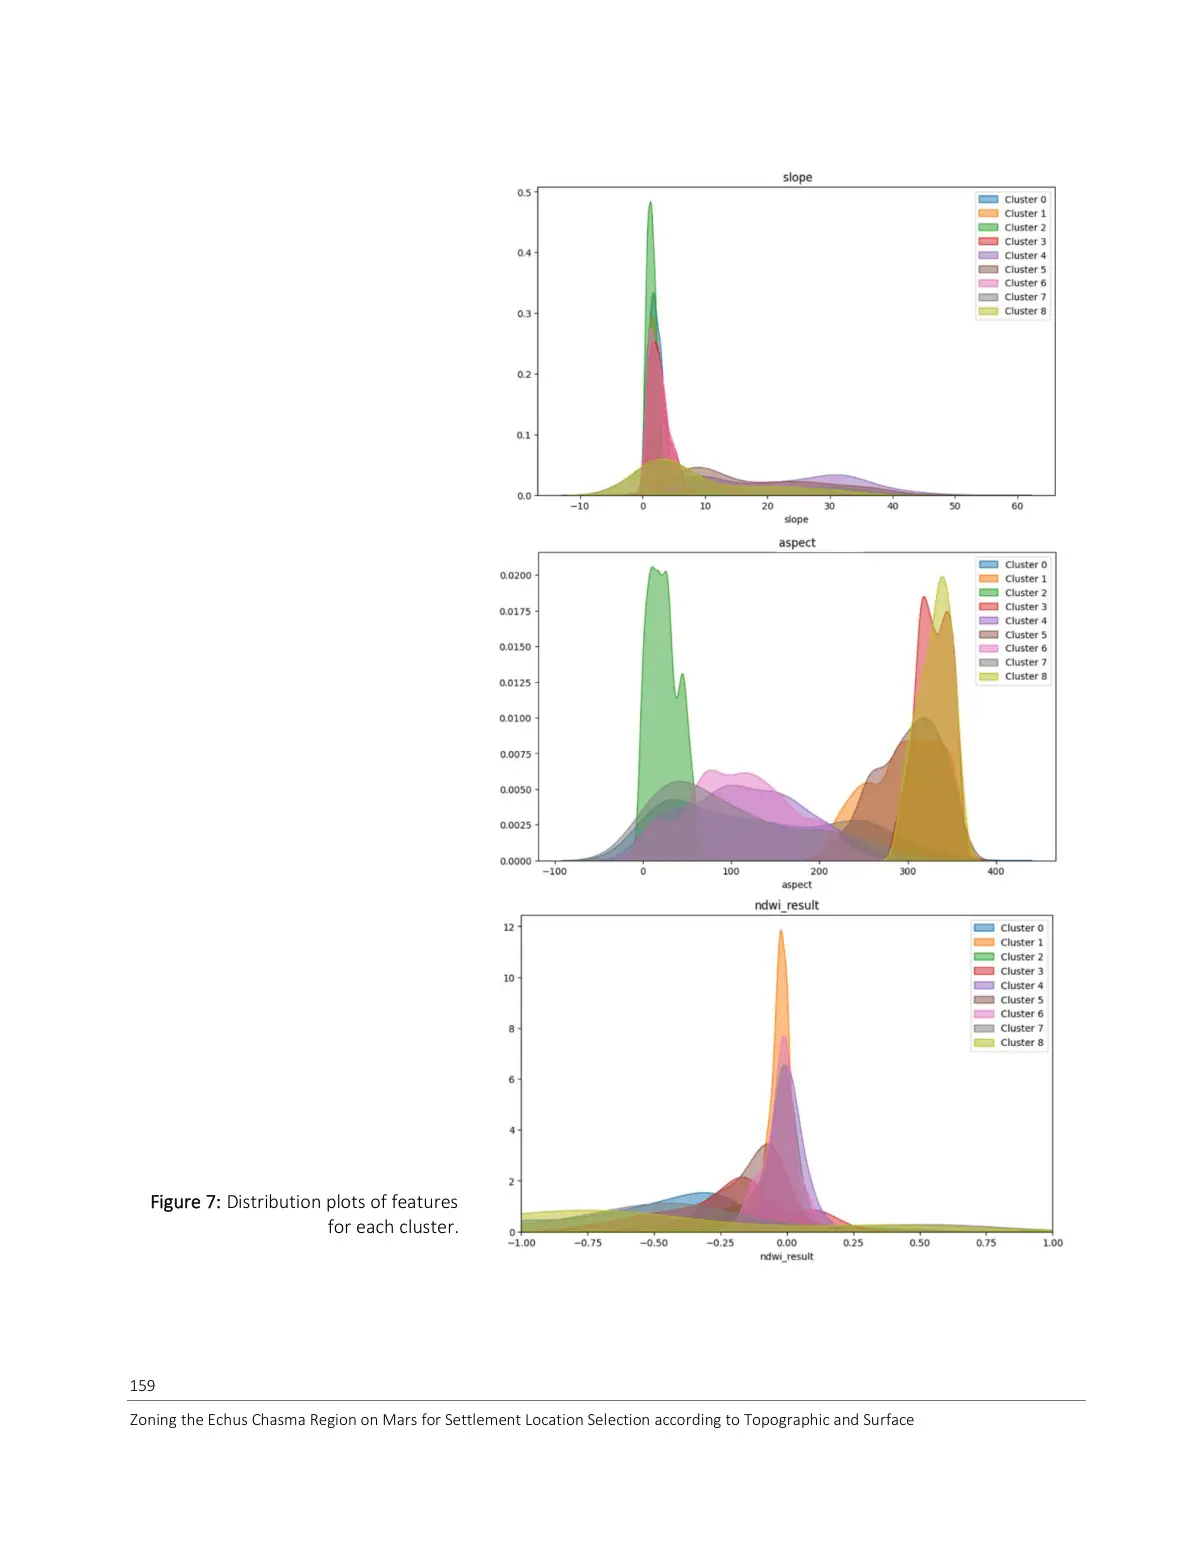 slope
0.5
0.4
0.3
0.2
0.1
0.0
Cluster 0
Cluster 1
Cluster 2
Cluster 3
Cluster 4
Cluster 5
Cluster 6
Cluster 7
Cluster 8
−10 0 10 20 30 40 50 60
slope
aspect
0.0200
0.0175
0.0150
0.0125
0.0100
0.0075
0.0050
0.0025
0.0000
Cluster 0
Cluster 1
Cluster 2
Cluster 3
Cluster 4
Cluster 5
Cluster 6
Cluster 7
Cluster 8
−100 0 100 200 300 400
aspect
ndwi_result
12
10
8
6
4
2
0
Cluster 0
Cluster 1
Cluster 2
Cluster 3
Cluster 4
Cluster 5
Cluster 6
Cluster 7
Cluster 8
−1.00 −0.75 −0.50 −0.25 0.00 0.25 0.50 0.75 1.00
ndwi_result
Figure 7: Distribution plots of features
for each cluster.
159
Zoning the Echus Chasma Region on Mars for Settlement Location Selection according to Topographic and Surface